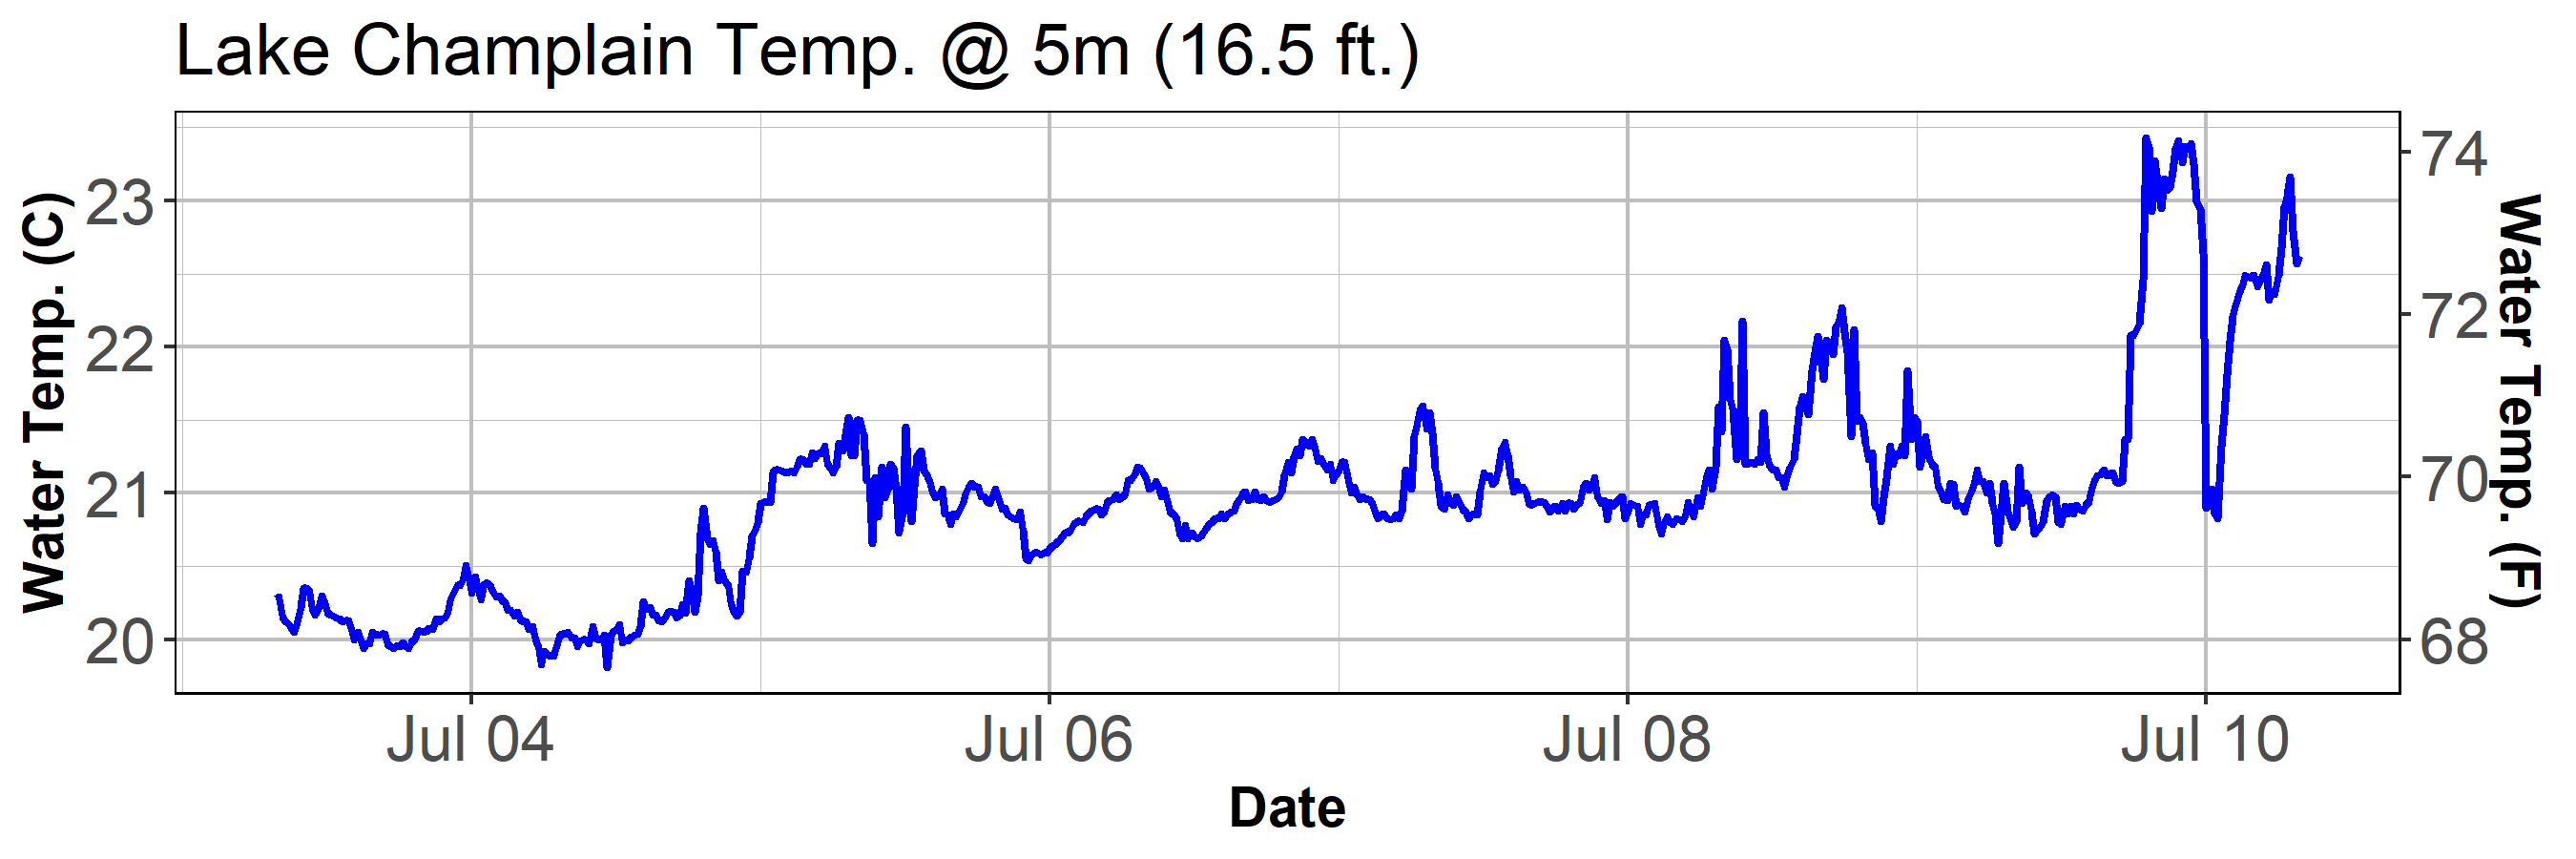 Lake Champlain Temp. @ 5m (16.5 ft.)
Water Temp. (C)
23
22
21
20
74
72
70
68
Water Temp. (F)
Jul 04
Jul 06
Jul 08
Jul 10
Date